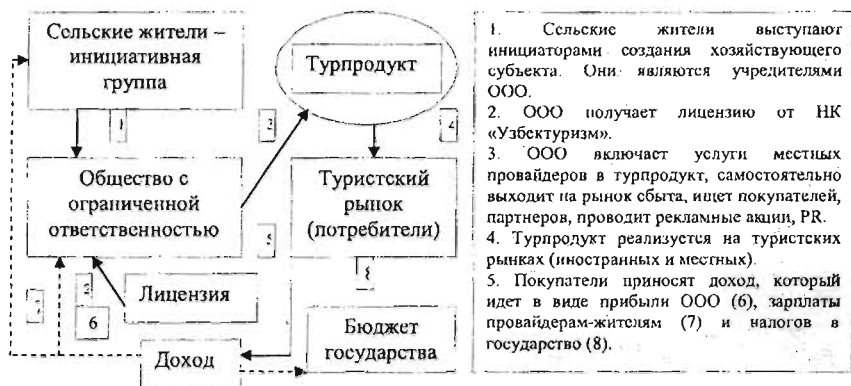 Сельские жители –
инициативная
группа
Турпродукт
1
3
4
Общество с
ограниченной
ответственностью
Туристский
рынок
(потребители)
5
8
2
Лицензия
6
Бюджет
государства
Доход
1. Сельские жители выступают
инициаторами создания хозяйствующего
субъекта. Они являются учредителями
ООО.
2. ООО получает лицензию от НК
«Узбектуризм».
3. ООО включает услуги местных
провайдеров в турпродукт, самостоятельно
выходит на рынок сбыта, ищет покупателей,
партнеров, проводит рекламные акции, PR.
4. Турпродукт реализуется на туристских
рынках (иностранных и местных).
5. Покупатели приносят доход, который
идет в виде прибыли ООО (6), зарплаты
провайдерам-жителям (7) и налогов в
государство (8).